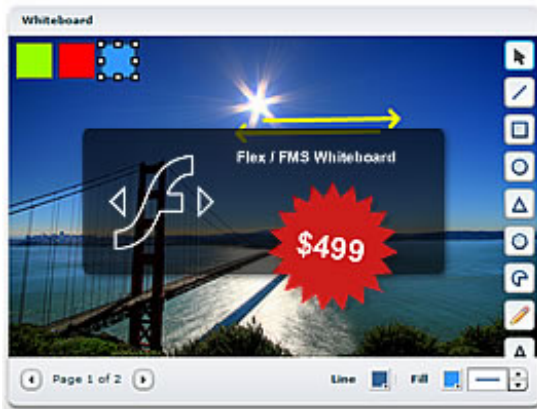 Whiteboard
Flex / FMS Whiteboard
$499
A
Page 1 of 2
Line
Fill